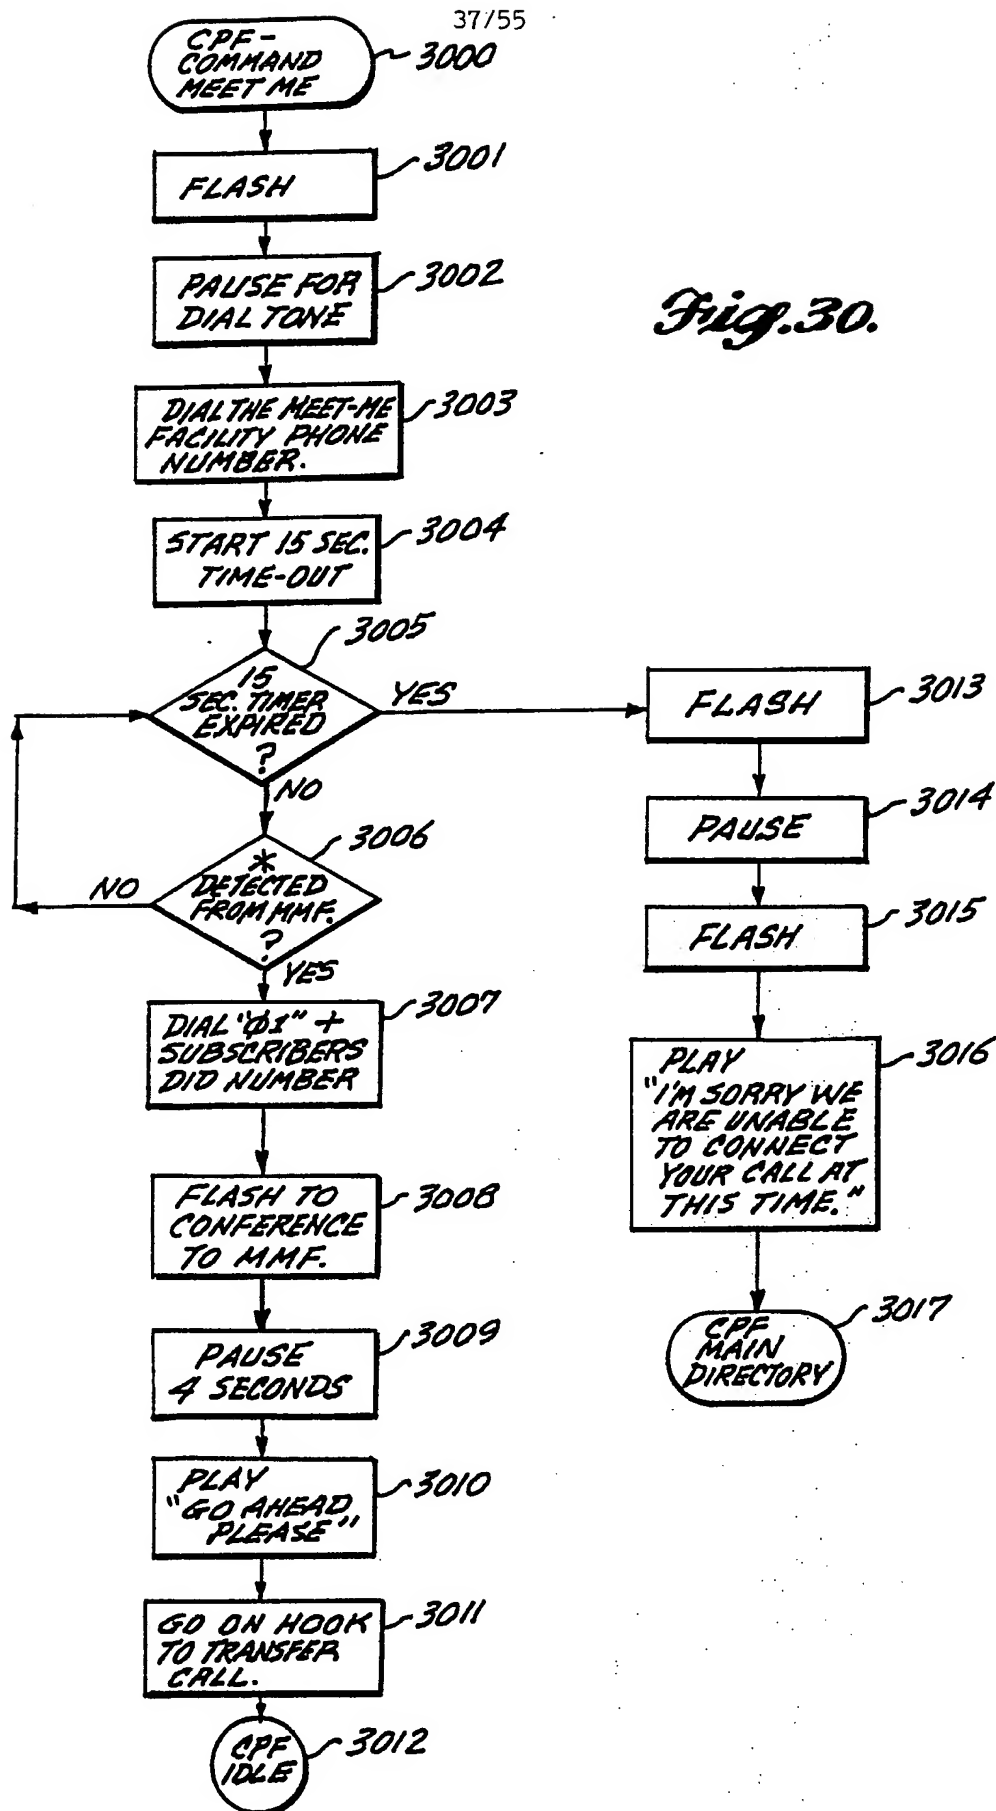 37/55
CPF-
COMMAND
MEET ME
3000
FLASH
3001
PAUSE FOR
DIAL TONE
3002
Fig. 30.
DIAL THE MEET-ME
FACILITY PHONE
NUMBER.
3003
START 15 SEC.
TIME-OUT
3004
15
SEC. TIMER
EXPIRED
?
3005
YES
NO
*
DETECTED
FROM MMF.
?
3006
NO
YES
DIAL "Ø1" +
SUBSCRIBERS
DID NUMBER
3007
FLASH TO
CONFERENCE
TO MMF.
3008
PAUSE
4 SECONDS
3009
PLAY
"GO AHEAD
PLEASE"
3010
GO ON HOOK
TO TRANSFER
CALL.
3011
CPF
IDLE
3012
FLASH
3013
PAUSE
3014
FLASH
3015
PLAY
"I'M SORRY WE
ARE UNABLE
TO CONNECT
YOUR CALL AT
THIS TIME."
3016
CPF
MAIN
DIRECTORY
3017